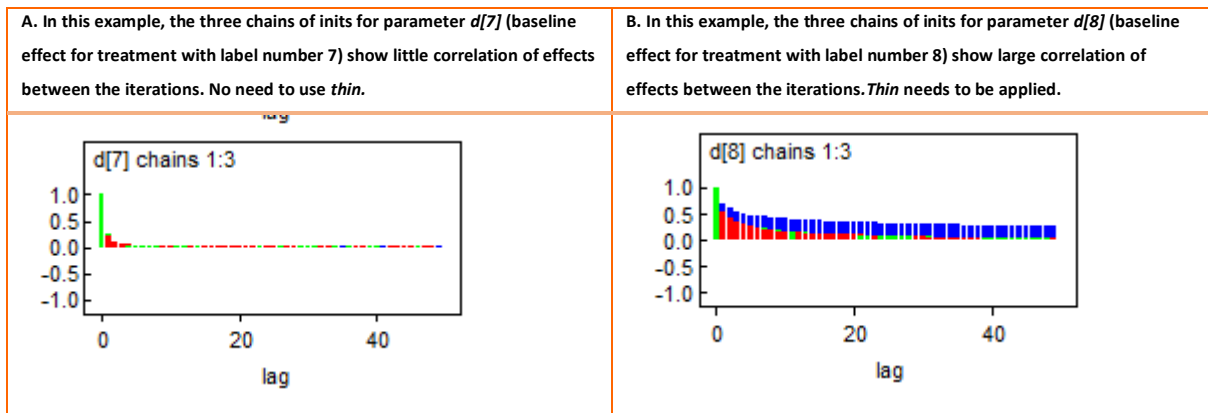 A. In this example, the three chains of inits for parameter d[7] (baseline
effect for treatment with label number 7) show little correlation of effects
between the iterations. No need to use thin.
B. In this example, the three chains of inits for parameter d[8] (baseline
effect for treatment with label number 8) show large correlation of
effects between the iterations.Thin needs to be applied.
lag
d[7] chains 1:3
1.0
0.5
0.0
-0.5
-1.0
0 20 40
lag
d[8] chains 1:3
1.0
0.5
0.0
-0.5
-1.0
0 20 40
lag